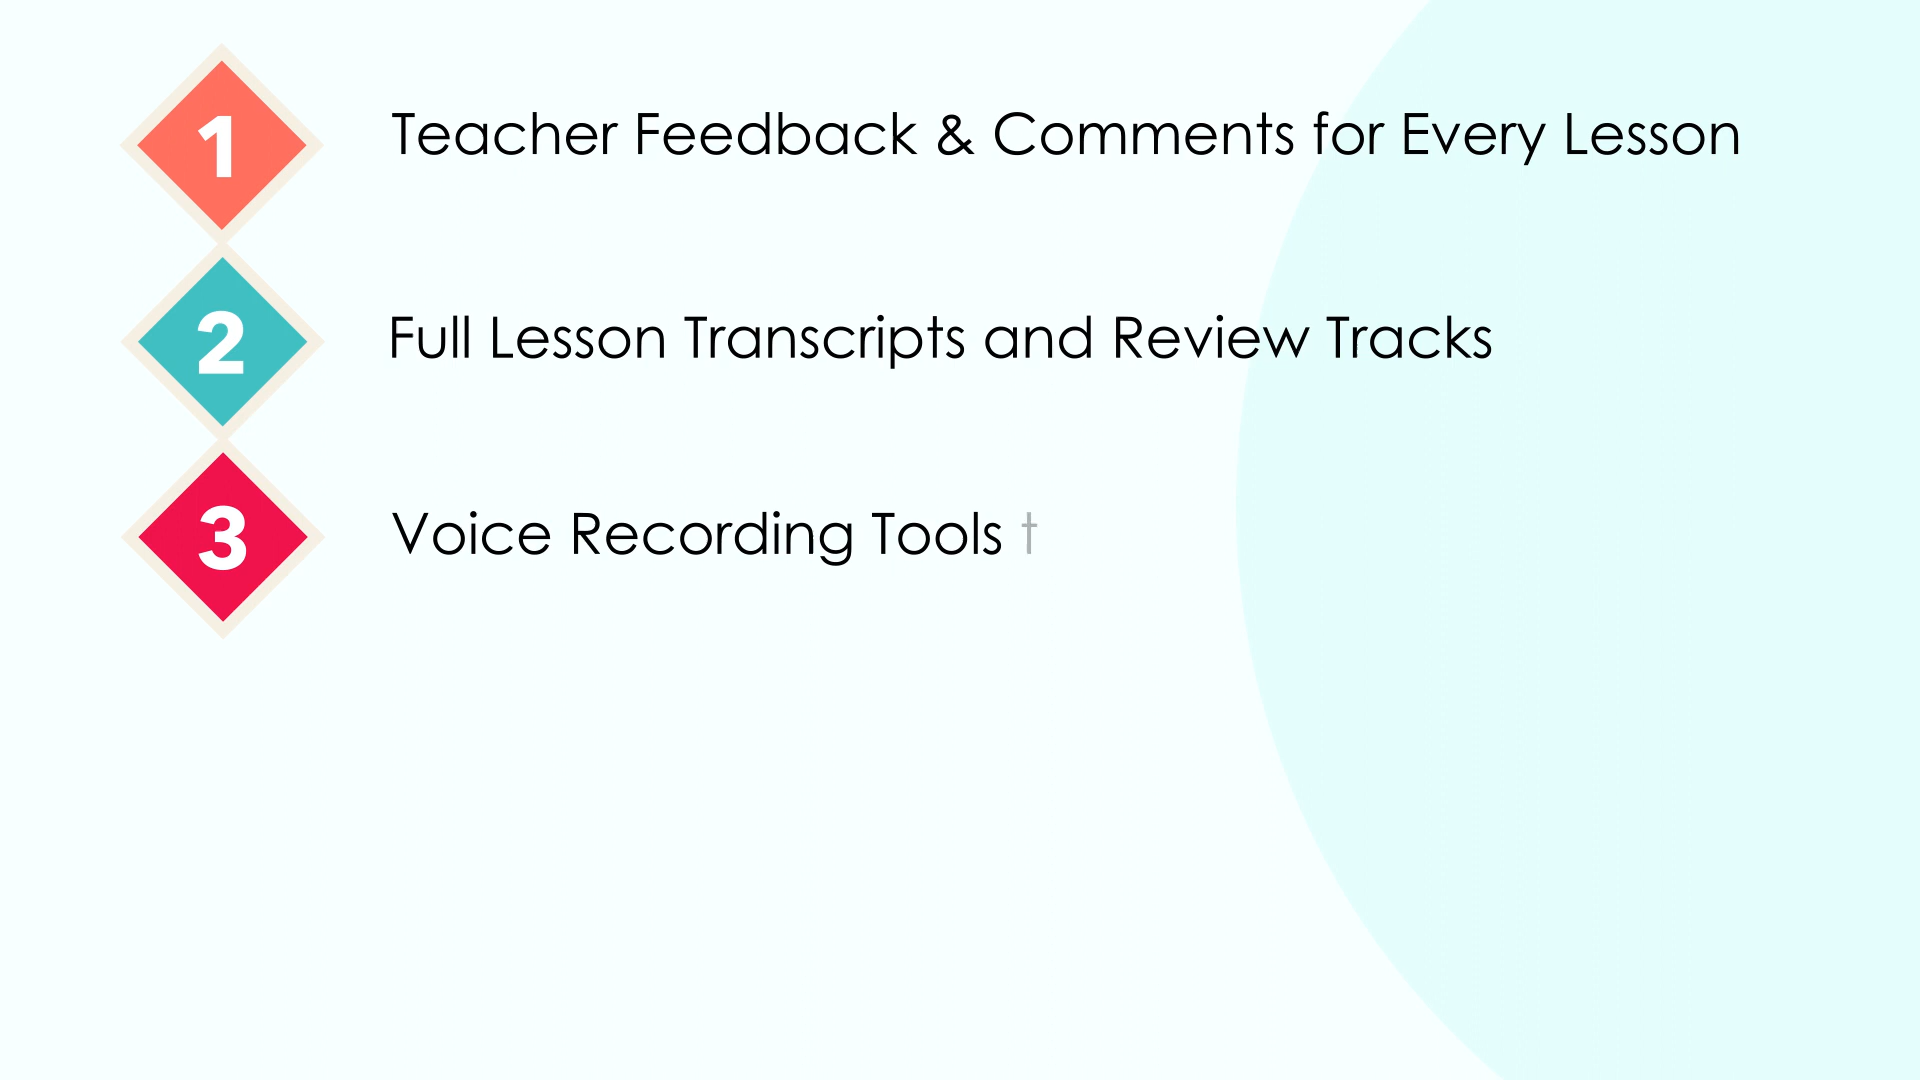 1 Teacher Feedback & Comments for Every Lesson
2 Full Lesson Transcripts and Review Tracks
3 Voice Recording Tools t